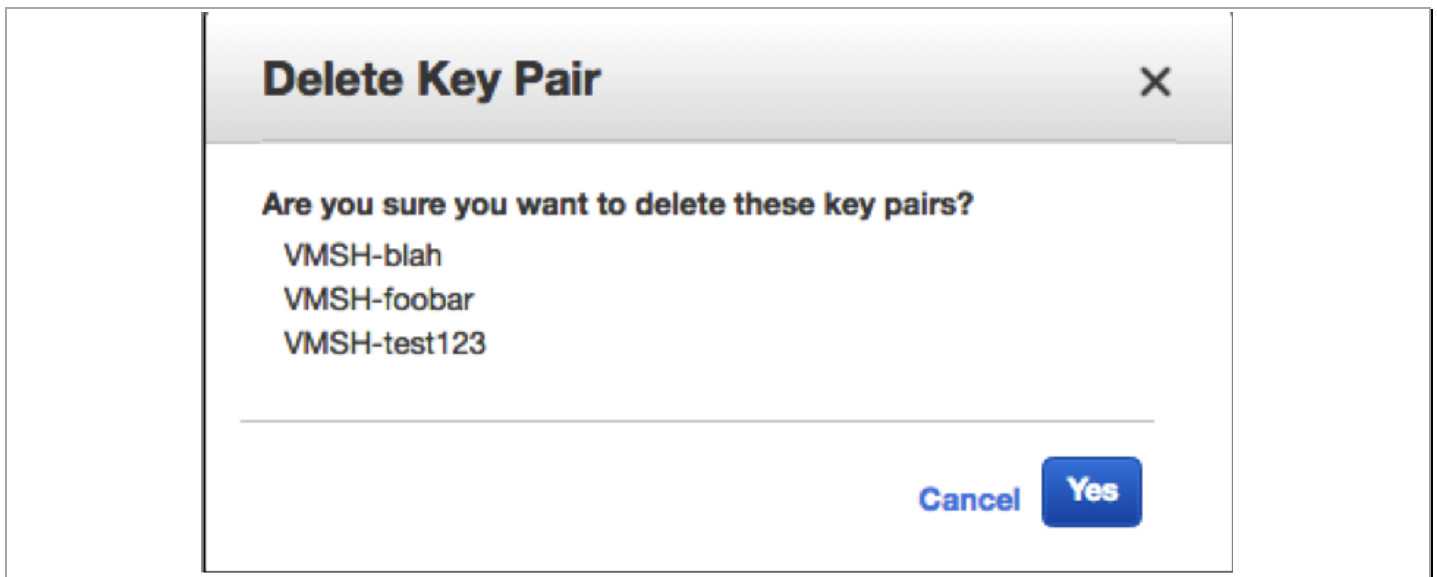 Delete Key Pair
Are you sure you want to delete these key pairs?
VMSH-blah
VMSH-foobar
VMSH-test123
Cancel Yes